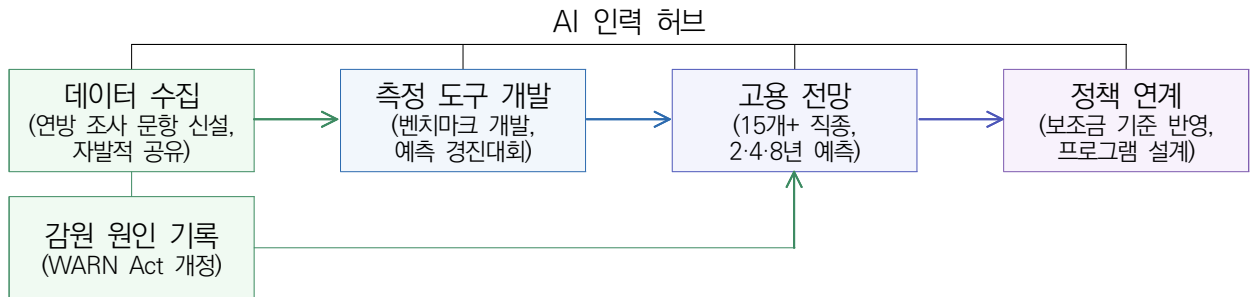 AI 인력 허브
데이터 수집
(연방 조사 문항 신설,
자발적 공유)
측정 도구 개발
(벤치마크 개발,
예측 경진대회)
고용 전망
(15개+ 직종,
2·4·8년 예측)
정책 연계
(보조금 기준 반영,
프로그램 설계)
감원 원인 기록
(WARN Act 개정)